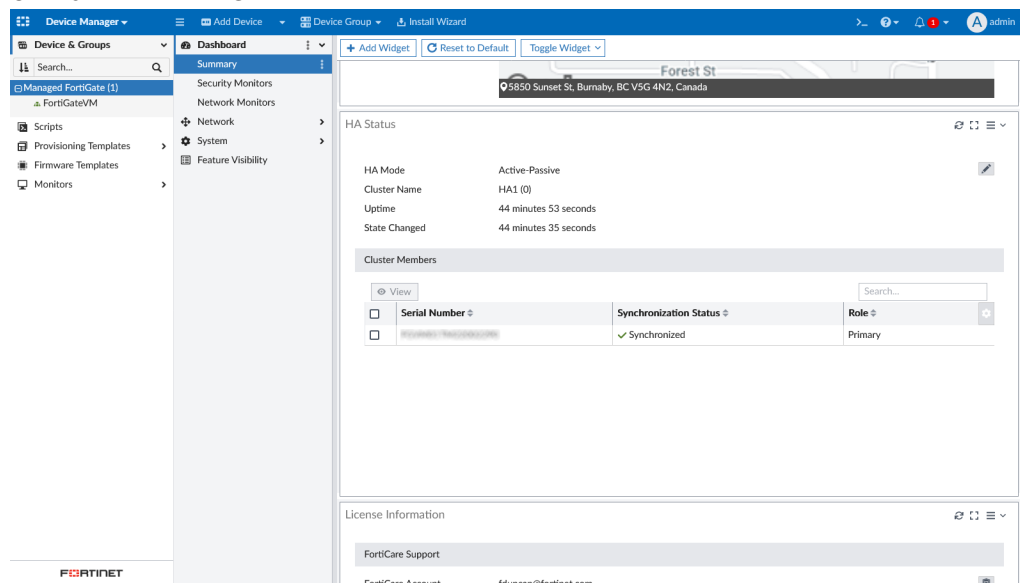 Device Manager
Add Device
Device Group
Install Wizard
>_
1
A admin
Device & Groups
Search...
Managed FortiGate (1)
FortiGateVM
Scripts
Provisioning Templates
Firmware Templates
Monitors
FORTINET
Dashboard
Summary
Security Monitors
Network Monitors
Network
System
Feature Visibility
+ Add Widget
Reset to Default
Toggle Widget
Forest St
5850 Sunset St, Burnaby, BC V5G 4N2, Canada
HA Status
HA Mode Active-Passive
Cluster Name HA1 (0)
Uptime 44 minutes 53 seconds
State Changed 44 minutes 35 seconds
Cluster Members
View
Search...
Serial Number Synchronization Status Role
Synchronized Primary
License Information
FortiCare Support
FortiCare Account